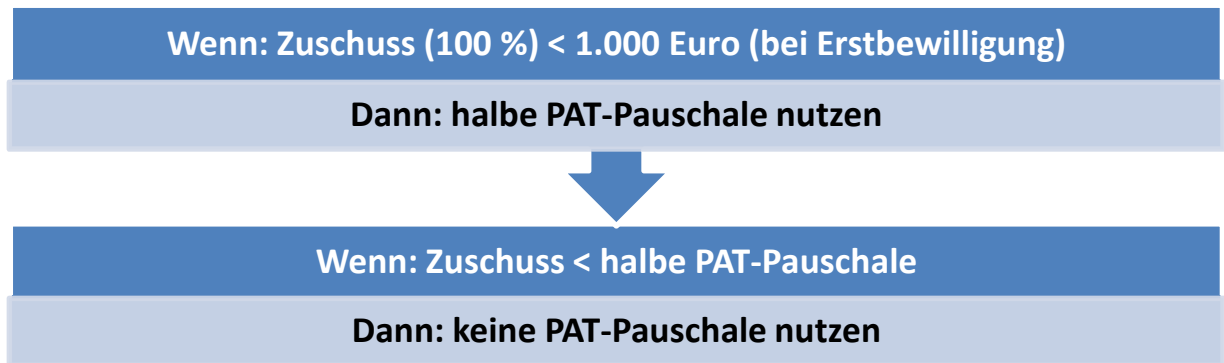 Wenn: Zuschuss (100 %) < 1.000 Euro (bei Erstbewilligung)
Dann: halbe PAT-Pauschale nutzen
Wenn: Zuschuss < halbe PAT-Pauschale
Dann: keine PAT-Pauschale nutzen